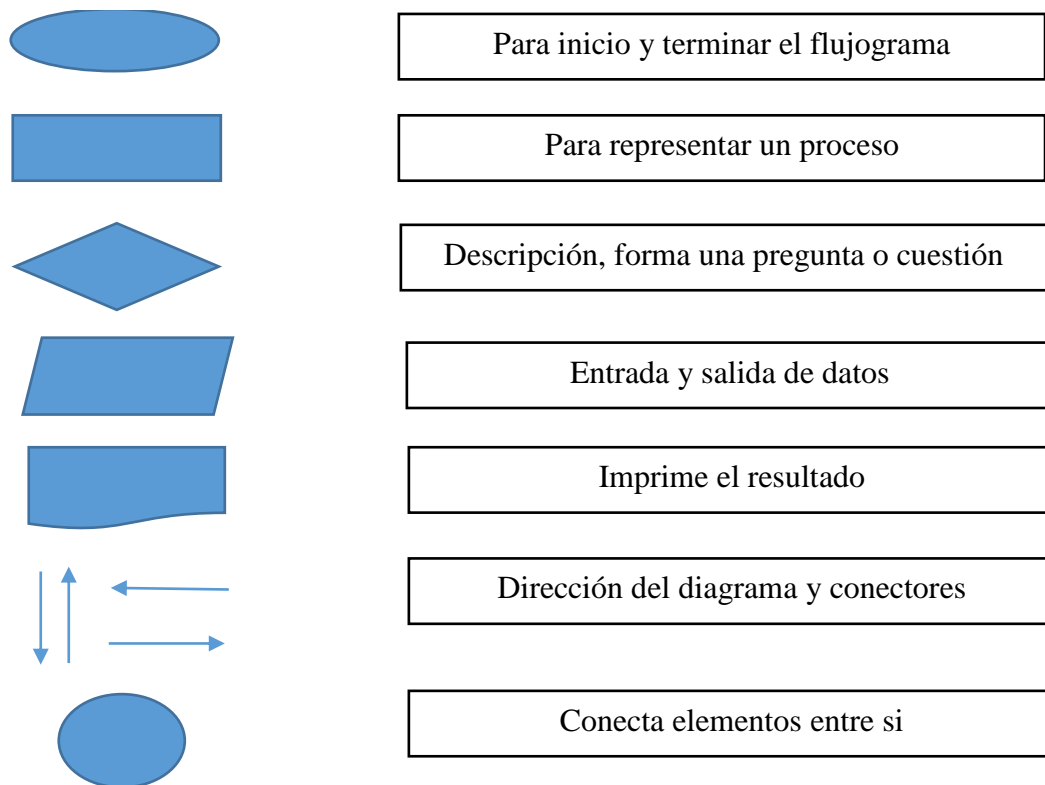 Para inicio y terminar el flujograma
Para representar un proceso
Descripción, forma una pregunta o cuestión
Entrada y salida de datos
Imprime el resultado
Dirección del diagrama y conectores
Conecta elementos entre si